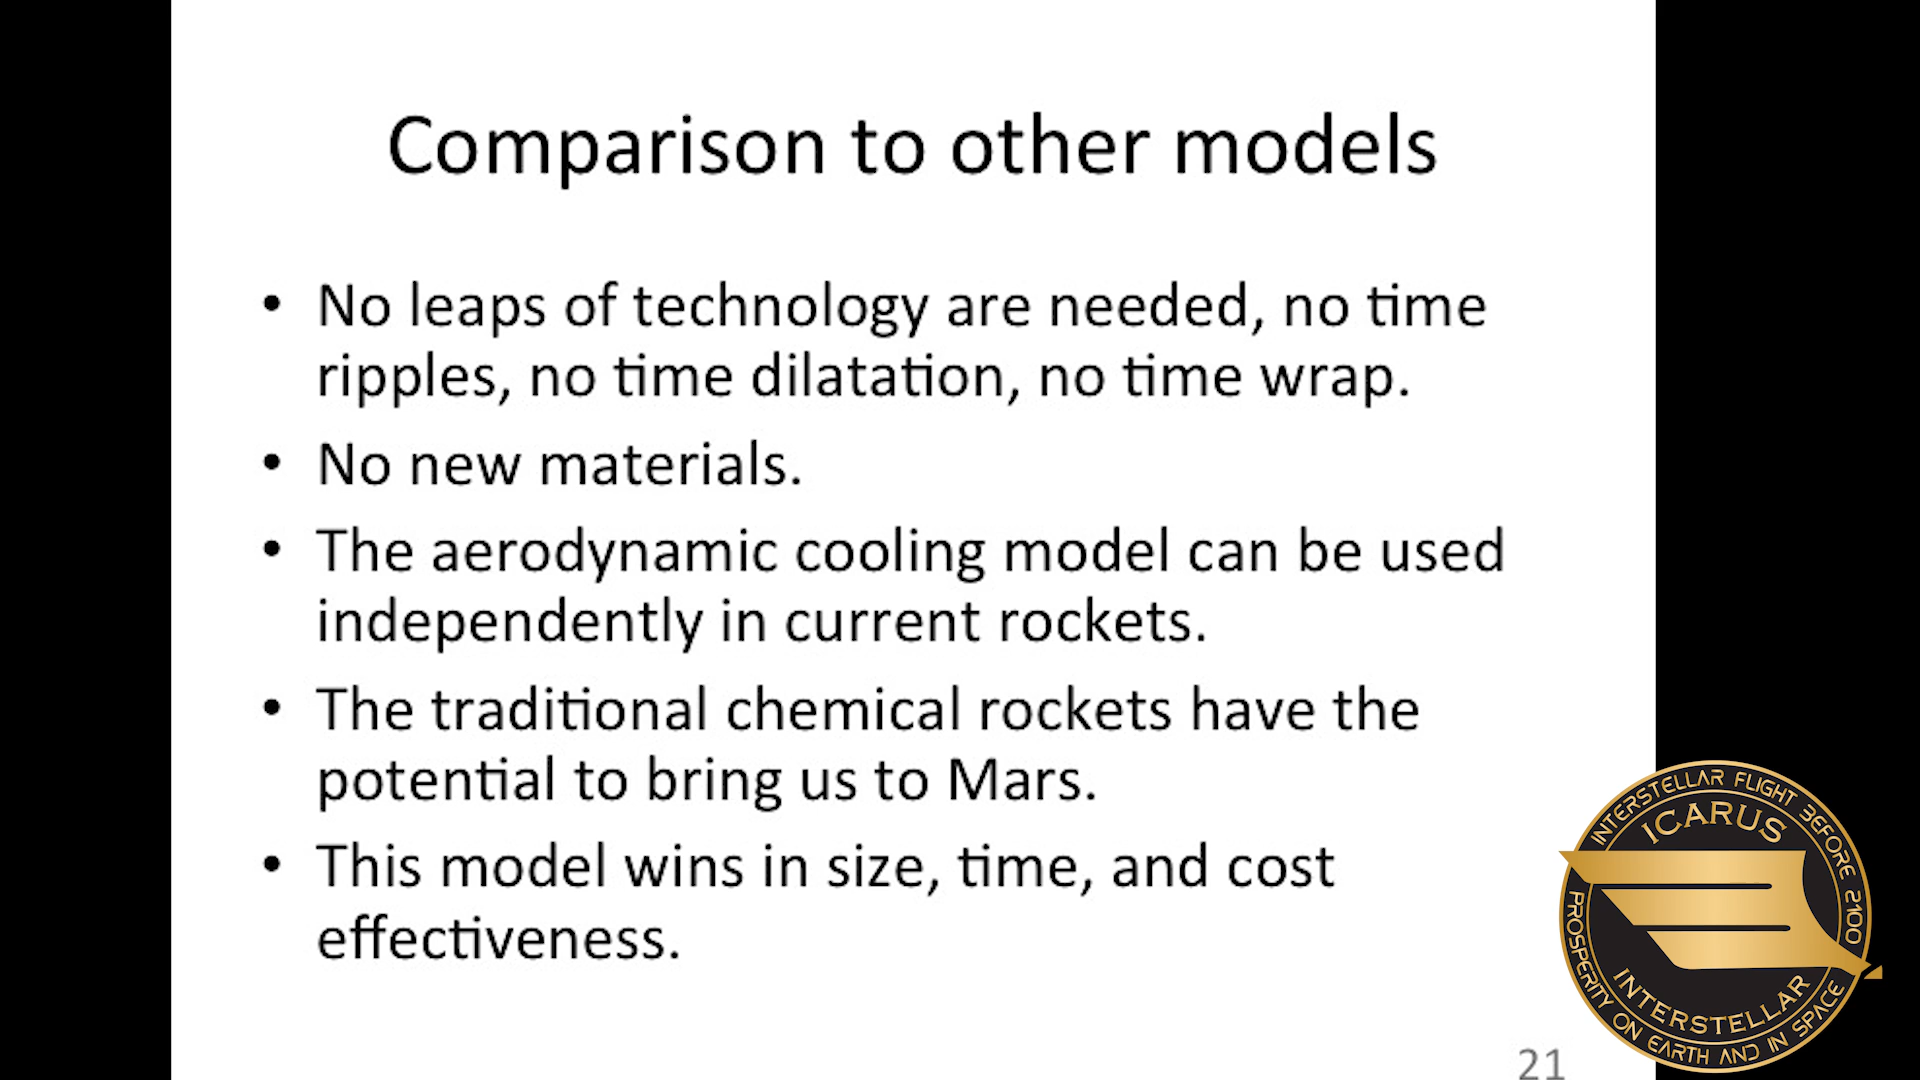 Comparison to other models
• No leaps of technology are needed, no time
ripples, no time dilatation, no time wrap.
• No new materials.
• The aerodynamic cooling model can be used
independently in current rockets.
• The traditional chemical rockets have the
potential to bring us to Mars.
• This model wins in size, time, and cost
effectiveness.
INTERSTELLAR FLIGHT BEFORE 2100
ICARUS
INTERSTELLAR
PROSPERITY ON EARTH AND IN SPACE
21